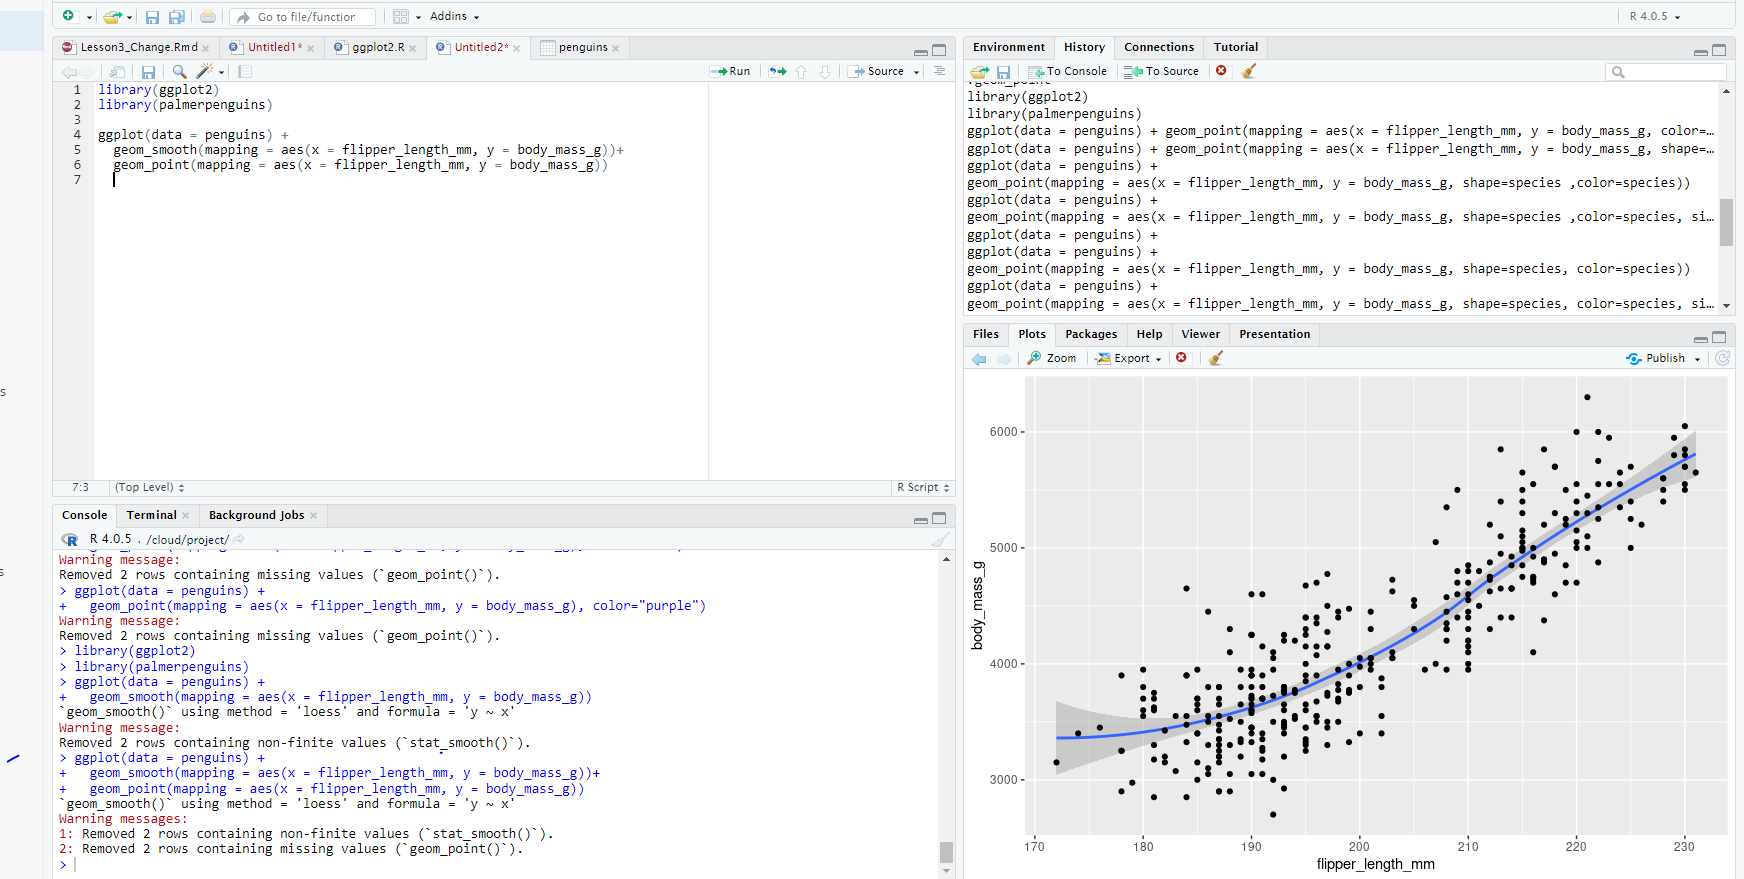 Go to file/function
Addins
R 4.0.5
Lesson3_Change.Rmd
Untitled1*
ggplot2.R
Untitled2*
penguins
Run
Source
1 library(ggplot2)
2 library(palmerpenguins)
3
4 ggplot(data = penguins) +
5 geom_smooth(mapping = aes(x = flipper_length_mm, y = body_mass_g))+
6 geom_point(mapping = aes(x = flipper_length_mm, y = body_mass_g))
7
7:3 (Top Level) R Script
Console Terminal Background Jobs
R 4.0.5 . /cloud/project/
Warning message:
Removed 2 rows containing missing values (`geom_point()`).
> ggplot(data = penguins) +
+ geom_point(mapping = aes(x = flipper_length_mm, y = body_mass_g), color="purple")
Warning message:
Removed 2 rows containing missing values (`geom_point()`).
> library(ggplot2)
> library(palmerpenguins)
> ggplot(data = penguins) +
+ geom_smooth(mapping = aes(x = flipper_length_mm, y = body_mass_g))
`geom_smooth()` using method = 'loess' and formula = 'y ~ x'
Warning message:
Removed 2 rows containing non-finite values (`stat_smooth()`).
> ggplot(data = penguins) +
+ geom_smooth(mapping = aes(x = flipper_length_mm, y = body_mass_g))+
+ geom_point(mapping = aes(x = flipper_length_mm, y = body_mass_g))
`geom_smooth()` using method = 'loess' and formula = 'y ~ x'
Warning messages:
1: Removed 2 rows containing non-finite values (`stat_smooth()`).
2: Removed 2 rows containing missing values (`geom_point()`).
>
Environment History Connections Tutorial
To Console To Source
library(ggplot2)
library(palmerpenguins)
ggplot(data = penguins) + geom_point(mapping = aes(x = flipper_length_mm, y = body_mass_g, color=…
ggplot(data = penguins) + geom_point(mapping = aes(x = flipper_length_mm, y = body_mass_g, shape=…
ggplot(data = penguins) +
geom_point(mapping = aes(x = flipper_length_mm, y = body_mass_g, shape=species ,color=species))
ggplot(data = penguins) +
geom_point(mapping = aes(x = flipper_length_mm, y = body_mass_g, shape=species ,color=species, si…
ggplot(data = penguins) +
ggplot(data = penguins) +
geom_point(mapping = aes(x = flipper_length_mm, y = body_mass_g, shape=species, color=species))
ggplot(data = penguins) +
geom_point(mapping = aes(x = flipper_length_mm, y = body_mass_g, shape=species, color=species, si…
Files Plots Packages Help Viewer Presentation
Zoom Export Publish
6000
5000
4000
3000
body_mass_g
170 180 190 200 210 220 230
flipper_length_mm